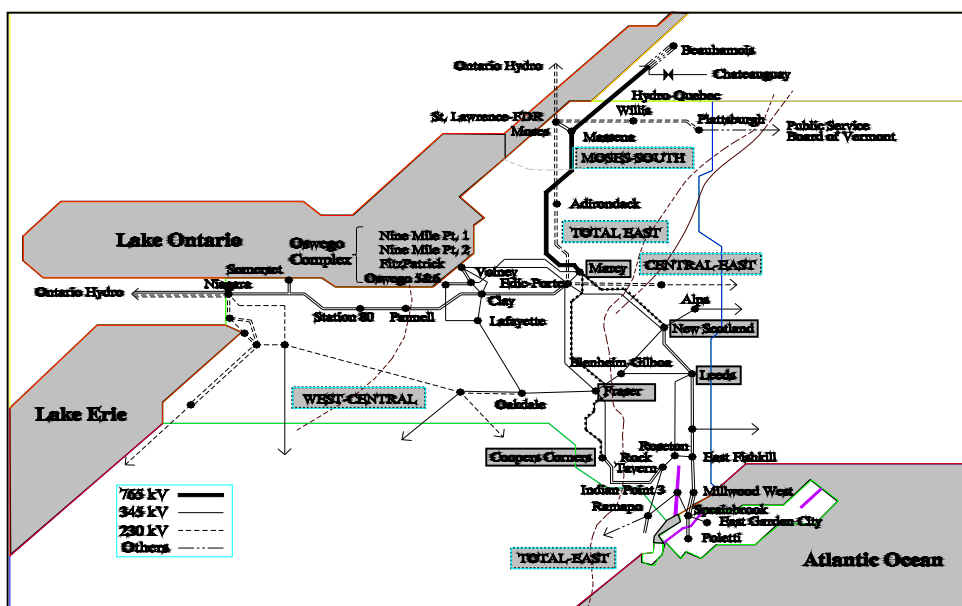 Beauharnois
Ontario Hydro
Chateauguay
Hydro-Quebec
Willis
St. Lawrence-FDR
Plattsburgh
Moses
Massena
Public Service
Board of Vermont
MOSES-SOUTH
Adirondack
TOTAL EAST
Lake Ontario
Oswego
Complex
Nine Mile Pt. 1
Nine Mile Pt. 2
FitzPatrick
Oswego 5&6
Somerset
Niagara
Volney
Marcy
CENTRAL-EAST
Edic-Porter
Ontario Hydro
Clay
Alps
Station 80
Pannell
Lafayette
New Scotland
Blenheim-Gilboa
Leeds
Fraser
WEST-CENTRAL
Oakdale
Lake Erie
Roseton
Coopers Corners
Rock
Tavern
East Fishkill
Indian Point 3
Millwood West
Ramapo
Sprainbrook
East Garden City
Poletti
765 kV
345 kV
230 kV
Others
TOTAL-EAST
Atlantic Ocean